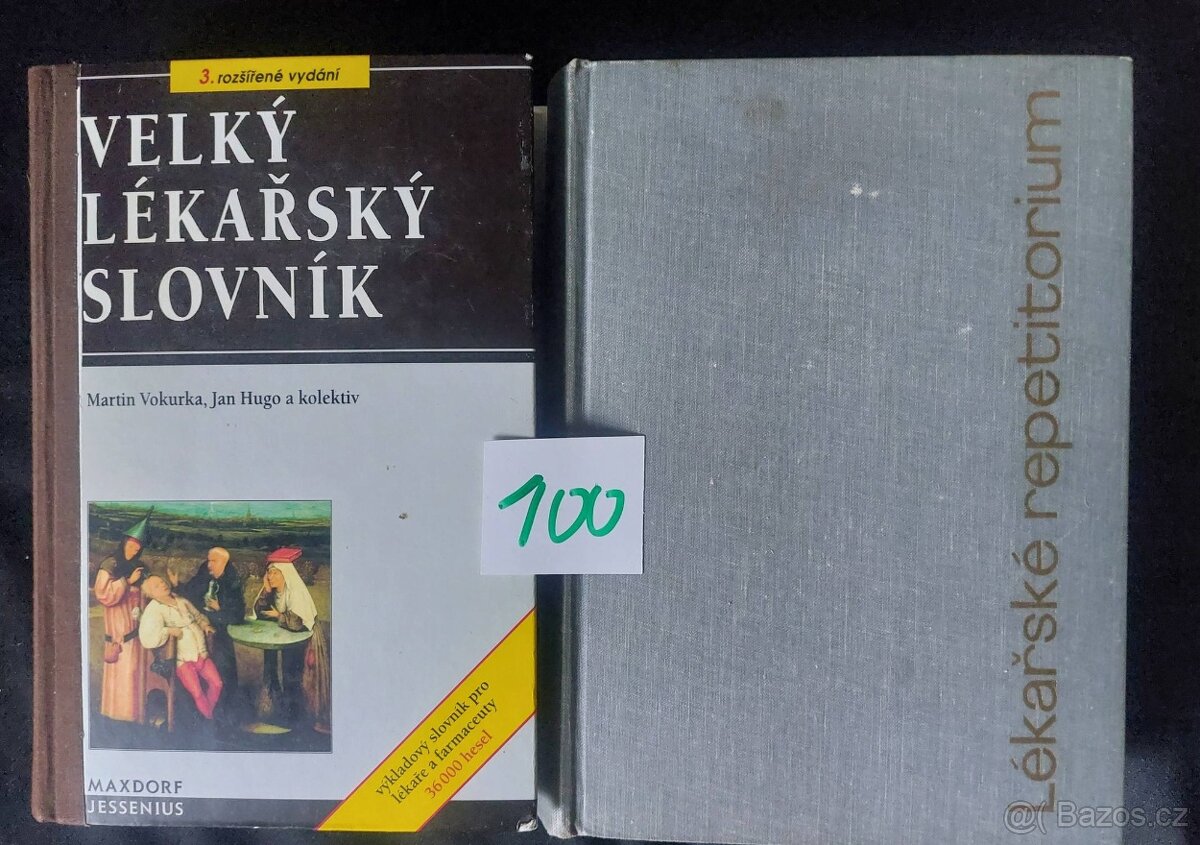 3. rozšířené vydání
VELKÝ
LÉKAŘSKÝ
SLOVNÍK
Martin Vokurka, Jan Hugo a kolektiv
výkladový slovník pro
lékaře a farmaceuty
36000 hesel
MAXDORF
JESSENIUS
100
Lékařské repetitorium
@( Bazos.cz